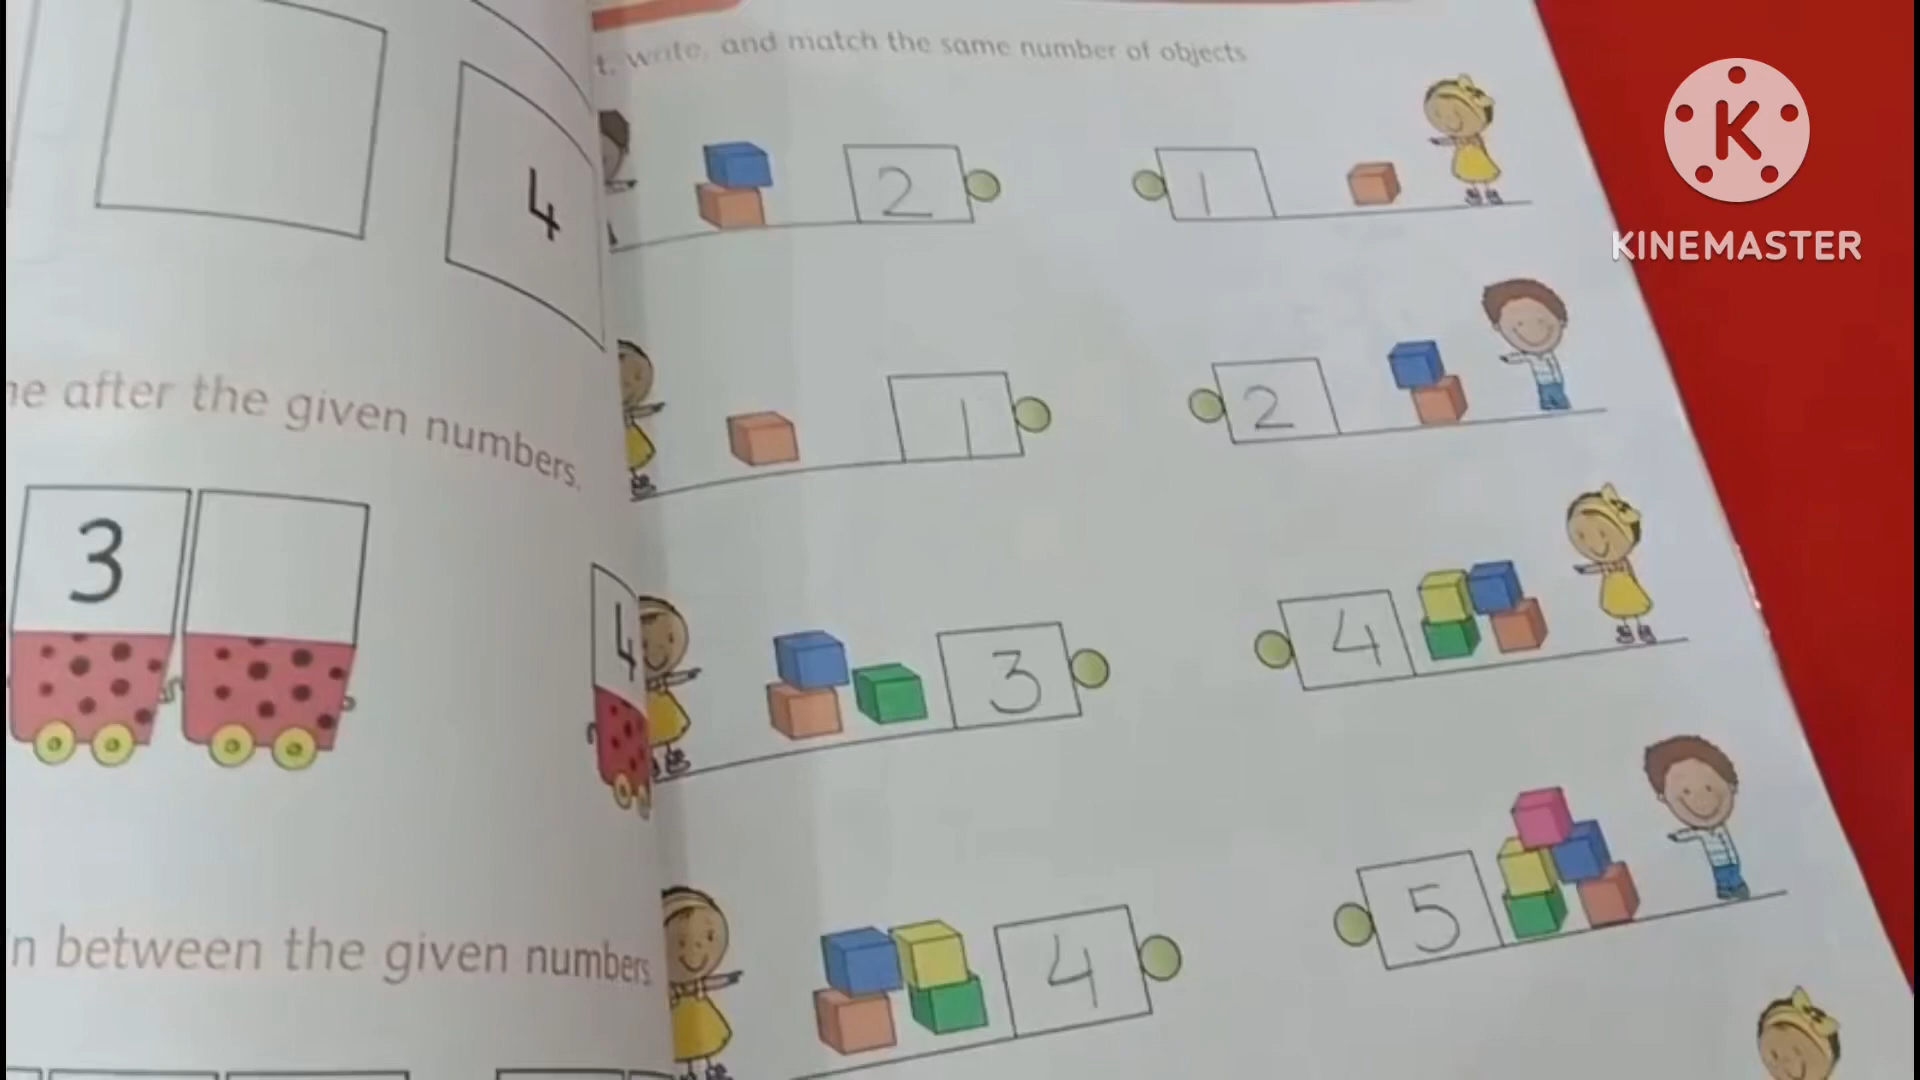 4
ne after the given numbers.
3
4
n between the given numbers
t, write, and match the same number of objects
2
1
1
2
3
4
4
5
K
KINEMASTER